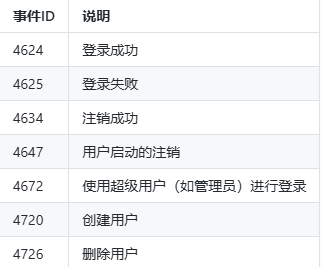 事件ID 说明
4624 登录成功
4625 登录失败
4634 注销成功
4647 用户启动的注销
4672 使用超级用户（如管理员）进行登录
4720 创建用户
4726 删除用户